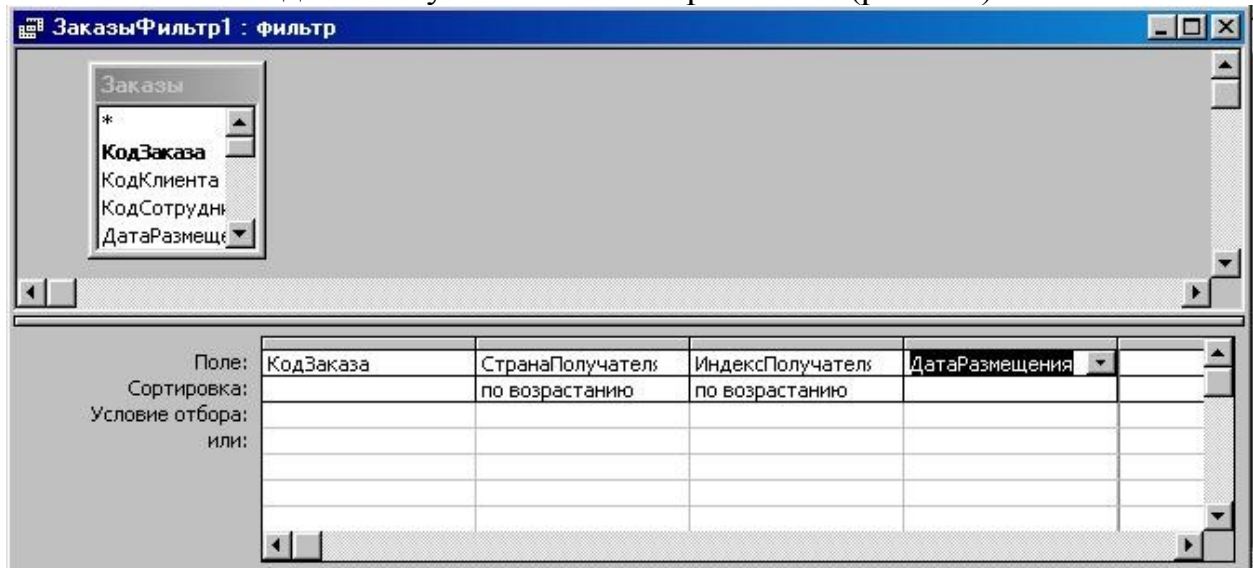 ЗаказыФильтр1 : фильтр
Заказы
*
КодЗаказа
КодКлиента
КодСотрудн
ДатаРазмеще
Поле: КодЗаказа СтранаПолучател ИндексПолучател ДатаРазмещения
Сортировка: по возрастанию по возрастанию
Условие отбора:
или: